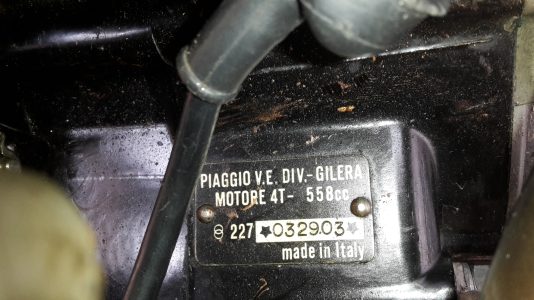 PIAGGIO V.E. DIV.-GILERA
MOTORE 4T- 558cc
227 ★032903★
made in Italy